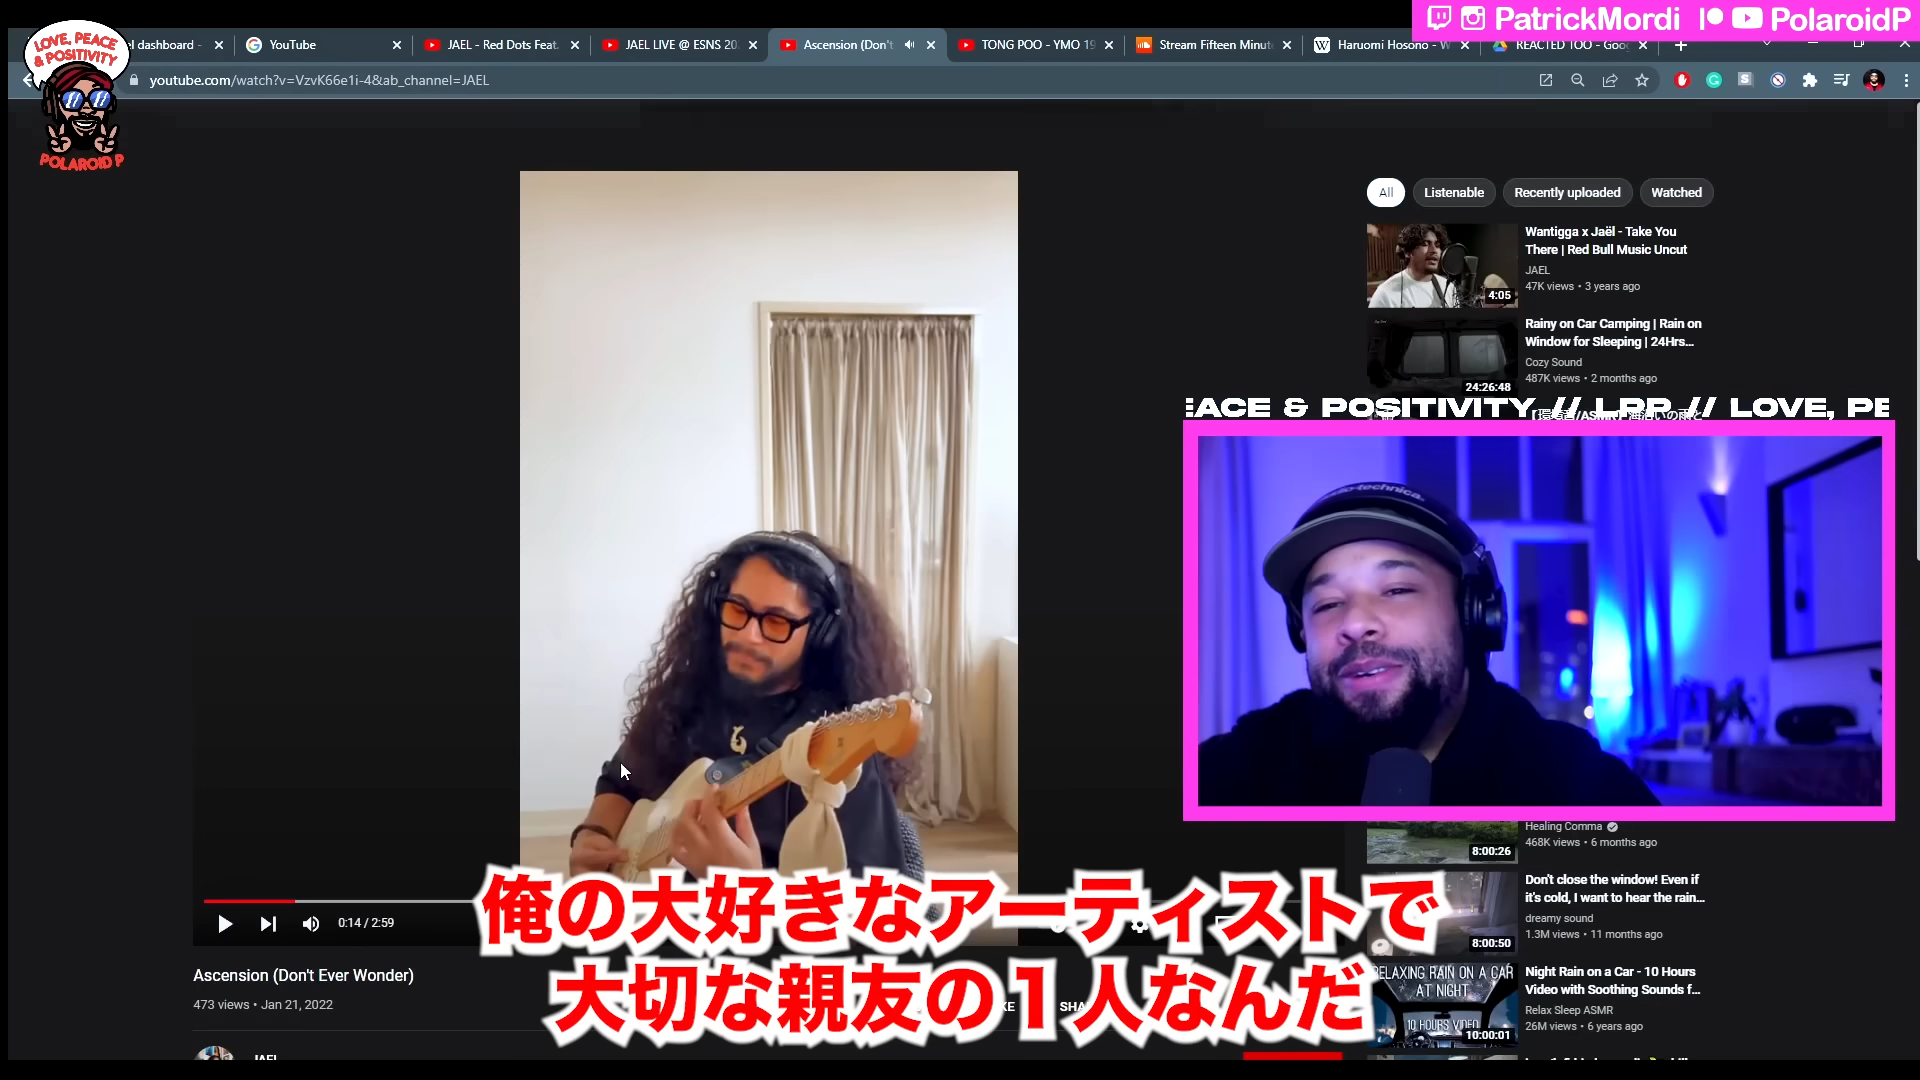 LOVE, PEACE
& POSITIVITY
POLAROID P
PatrickMordi
PolaroidP
el dashboard -
YouTube
JAEL - Red Dots Feat.
JAEL LIVE @ ESNS 20
Ascension (Don't
TONG POO - YMO 19
Stream Fifteen Minut
Haruomi Hosono - W
REACTED TOO - Goo
youtube.com/watch?v=VzvK66e1i-4&ab_channel=JAEL
All
Listenable
Recently uploaded
Watched
Wantigga x Jaël - Take You
There | Red Bull Music Uncut
JAEL
47K views • 3 years ago
4:05
Rainy on Car Camping | Rain on
Window for Sleeping | 24Hrs...
Cozy Sound
487K views • 2 months ago
24:26:48
EACE & POSITIVITY // LPP // LOVE, PE
audio-technica
Healing Comma
468K views • 6 months ago
8:00:26
Don't close the window! Even if
it's cold, I want to hear the rain...
dreamy sound
1.3M views • 11 months ago
8:00:50
Night Rain on a Car - 10 Hours
Video with Soothing Sounds f...
Relax Sleep ASMR
26M views • 6 years ago
RELAXING RAIN ON A CAR
AT NIGHT
10 HOURS VIDEO
10:00:01
0:14 / 2:59
俺の大好きなアーティストで
大切な親友の1人なんだ
Ascension (Don't Ever Wonder)
473 views • Jan 21, 2022
JAEL